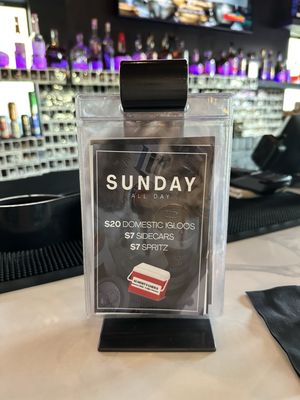 SUNDAY
ALL DAY
$20 DOMESTIC IGLOOS
$7 SIDECARS
$7 SPRITZ